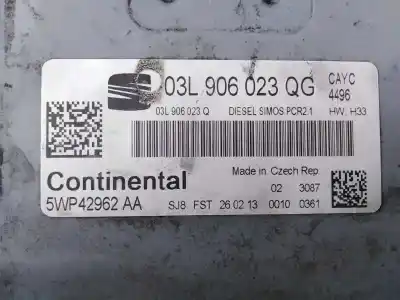 03L 906 023 QG CAYC
4496
03L 906 023 Q DIESEL SIMOS PCR2.1 HW: H33
Continental Made in Czech Rep.
02 3087
5WP42962 AA SJ8 FST 26 02 13 0010 0361